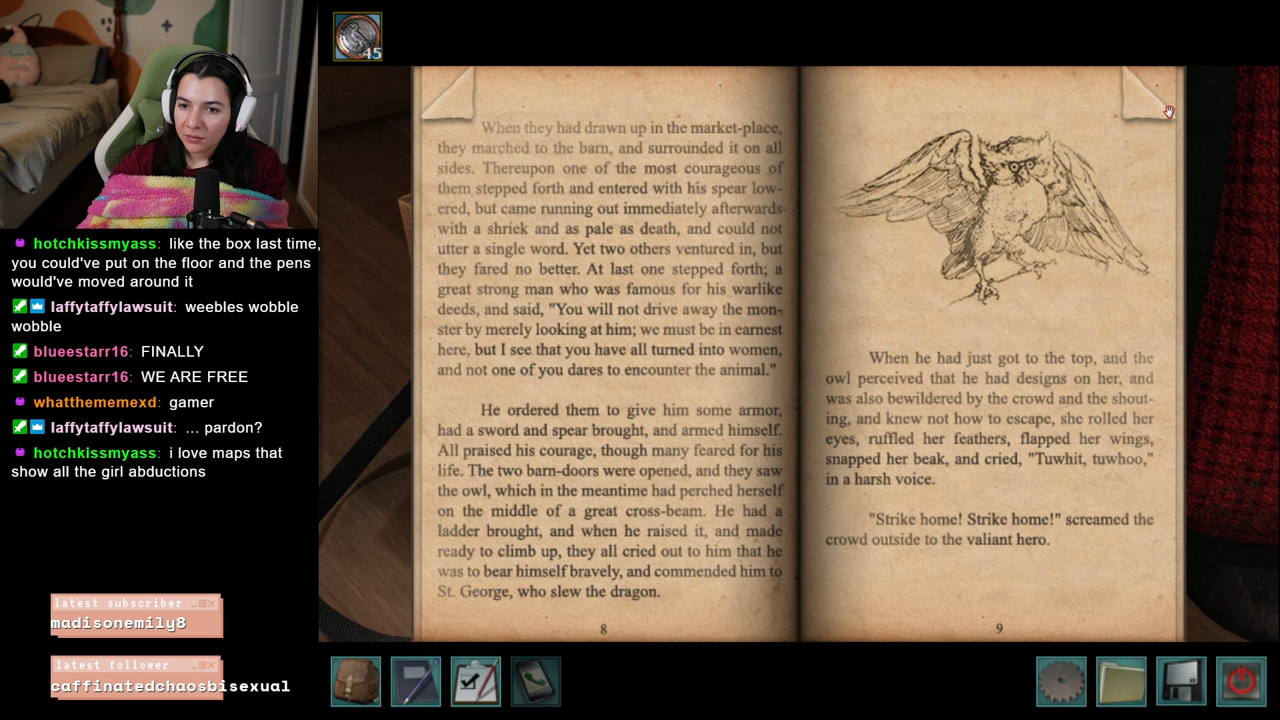 45
hotchkissmyass: like the box last time,
you could've put on the floor and the pens
would've moved around it
laffytaffylawsuit: weebles wobble
wobble
blueestarr16: FINALLY
blueestarr16: WE ARE FREE
whatthememexd: gamer
laffytaffylawsuit: ... pardon?
hotchkissmyass: i love maps that
show all the girl abductions
latest subscriber
madisonemily8
latest follower
caffinatedchaosbisexual
When they had drawn up in the market-place,
they marched to the barn, and surrounded it on all
sides. Thereupon one of the most courageous of
them stepped forth and entered with his spear low-
ered, but came running out immediately afterwards
with a shriek and as pale as death, and could not
utter a single word. Yet two others ventured in, but
they fared no better. At last one stepped forth; a
great strong man who was famous for his warlike
deeds, and said, "You will not drive away the mon-
ster by merely looking at him; we must be in earnest
here, but I see that you have all turned into women,
and not one of you dares to encounter the animal."
He ordered them to give him some armor,
had a sword and spear brought, and armed himself.
All praised his courage, though many feared for his
life. The two barn-doors were opened, and they saw
the owl, which in the meantime had perched herself
on the middle of a great cross-beam. He had a
ladder brought, and when he raised it, and made
ready to climb up, they all cried out to him that he
was to bear himself bravely, and commended him to
St. George, who slew the dragon.
8
When he had just got to the top, and the
owl perceived that he had designs on her, and
was also bewildered by the crowd and the shout-
ing, and knew not how to escape, she rolled her
eyes, ruffled her feathers, flapped her wings,
snapped her beak, and cried, "Tuwhit, tuwhoo,"
in a harsh voice.
"Strike home! Strike home!" screamed the
crowd outside to the valiant hero.
9